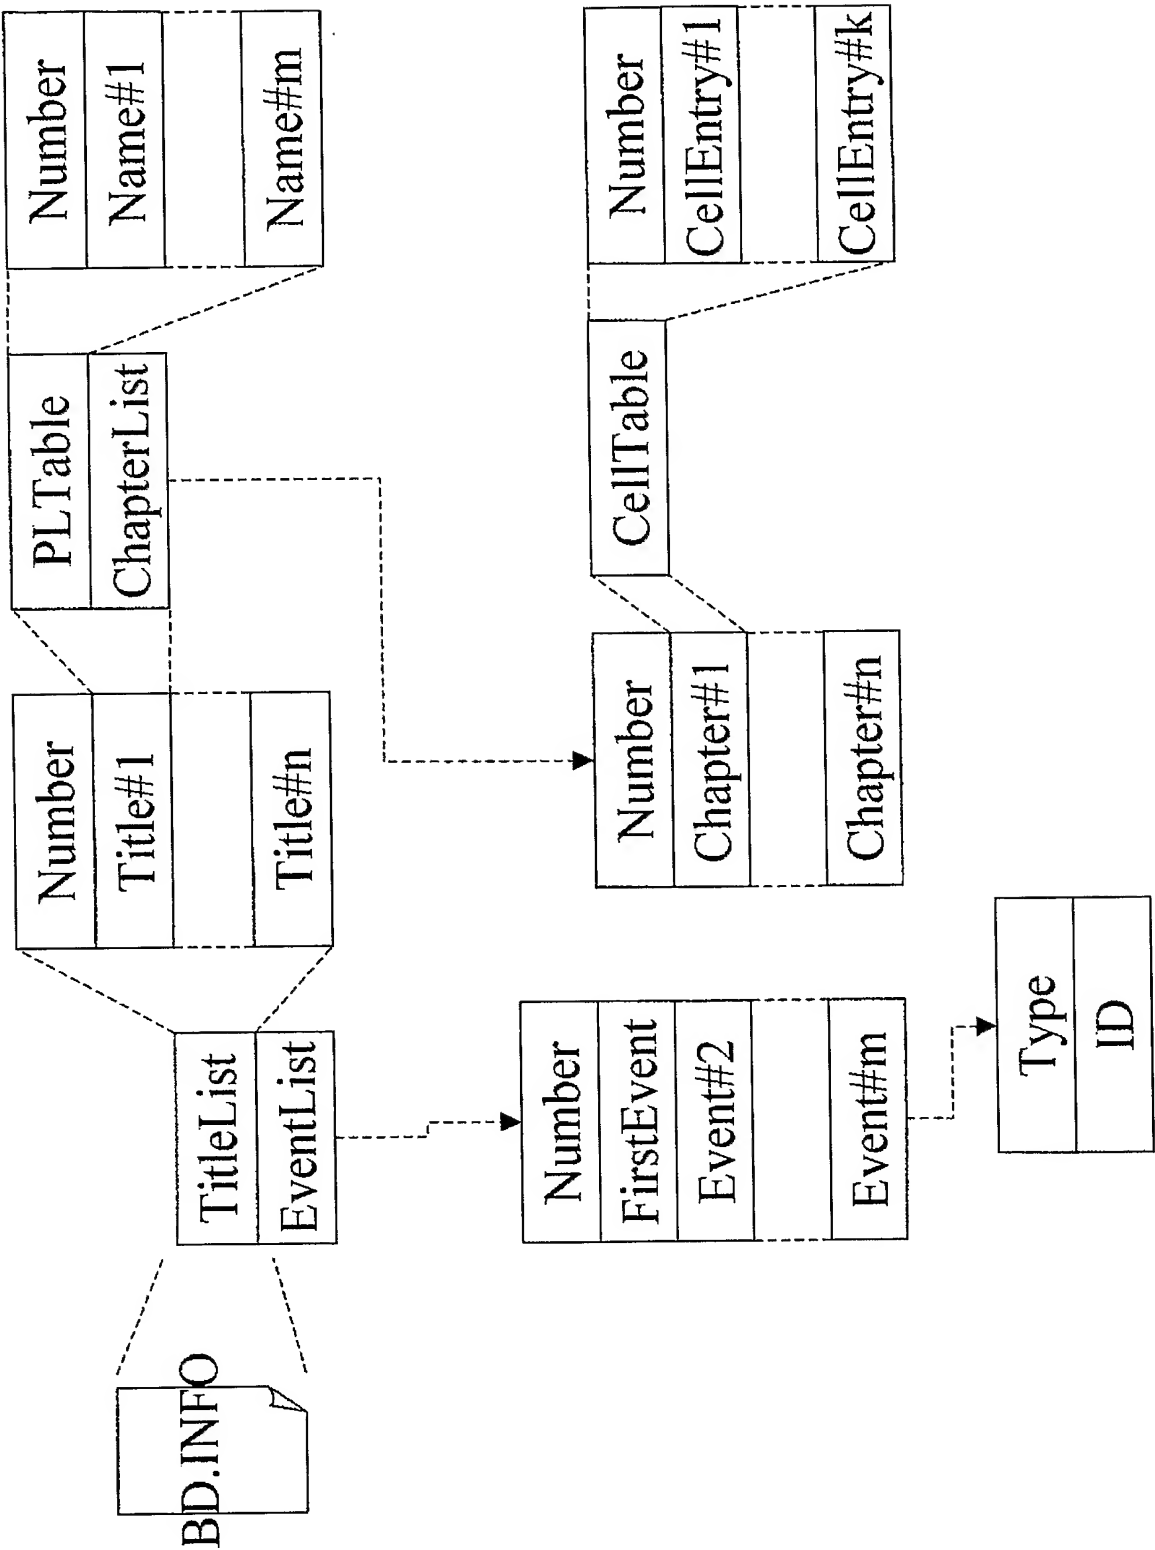 BD.INFO
TitleList
EventList
Number
Title#1
Title#n
PLTable
ChapterList
Number
Name#1
Name#m
Number
FirstEvent
Event#2
Event#m
Type
ID
Number
Chapter#1
Chapter#n
CellTable
Number
CellEntry#1
CellEntry#k